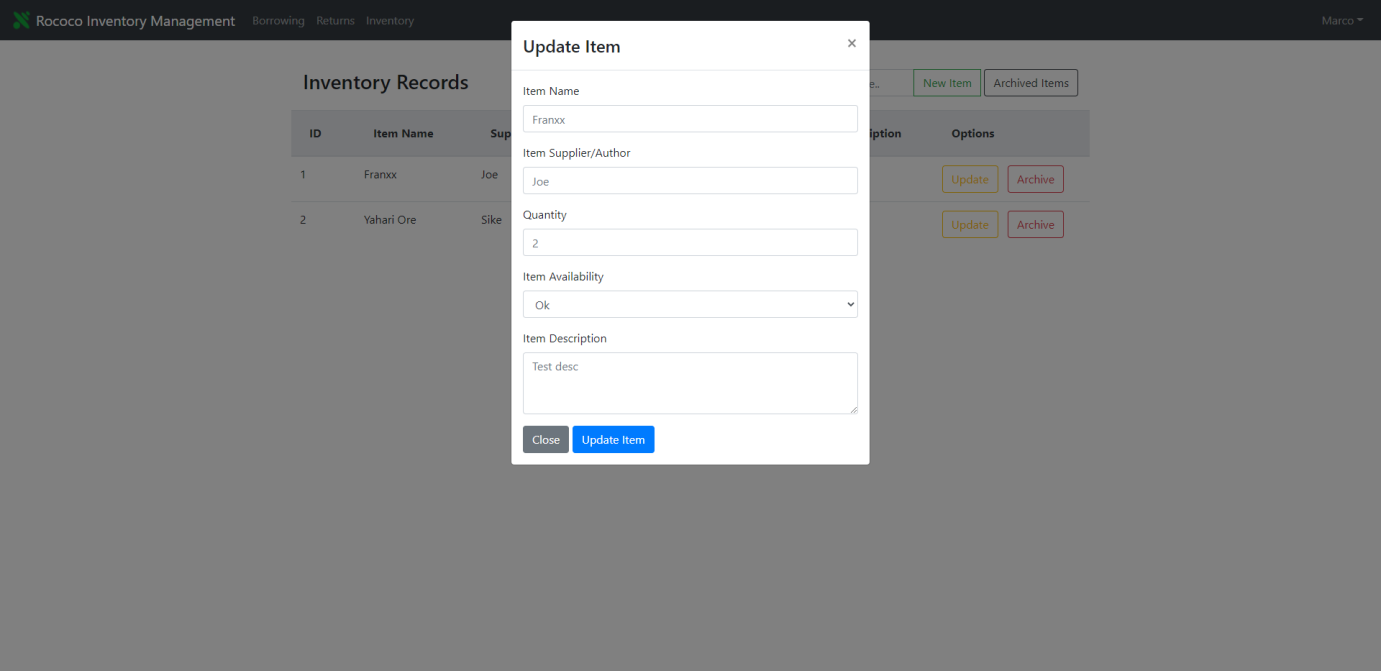 Rococo Inventory Management Borrowing Returns Inventory Marco
Update Item ×
Inventory Records
New Item Archived Items
Item Name
Franxx
ID Item Name Options
Item Supplier/Author
Joe
1 Franxx Joe Update Archive
Quantity
2
2 Yahari Ore Sike Update Archive
Item Availability
Ok
Item Description
Test desc
Close Update Item